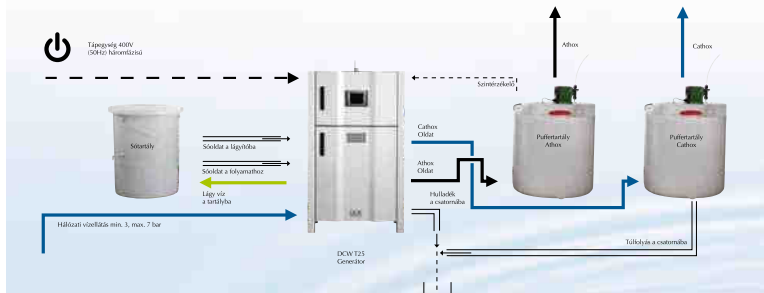 Athox
Cathox
Tápegység 400V
(50Hz) háromfázisú
Szintérzékelő
Sótartály
Sóoldat a lágyítóba
Sóoldat a folyamathoz
Lágy víz
a tartályba
Cathox
Oldat
Athox
Oldat
Puffertartály
Athox
Puffertartály
Cathox
Hulladék
a csatornába
Hálózati vízellátás min. 3, max. 7 bar
Túlfolyás a csatornába
DCW T25
Generátor